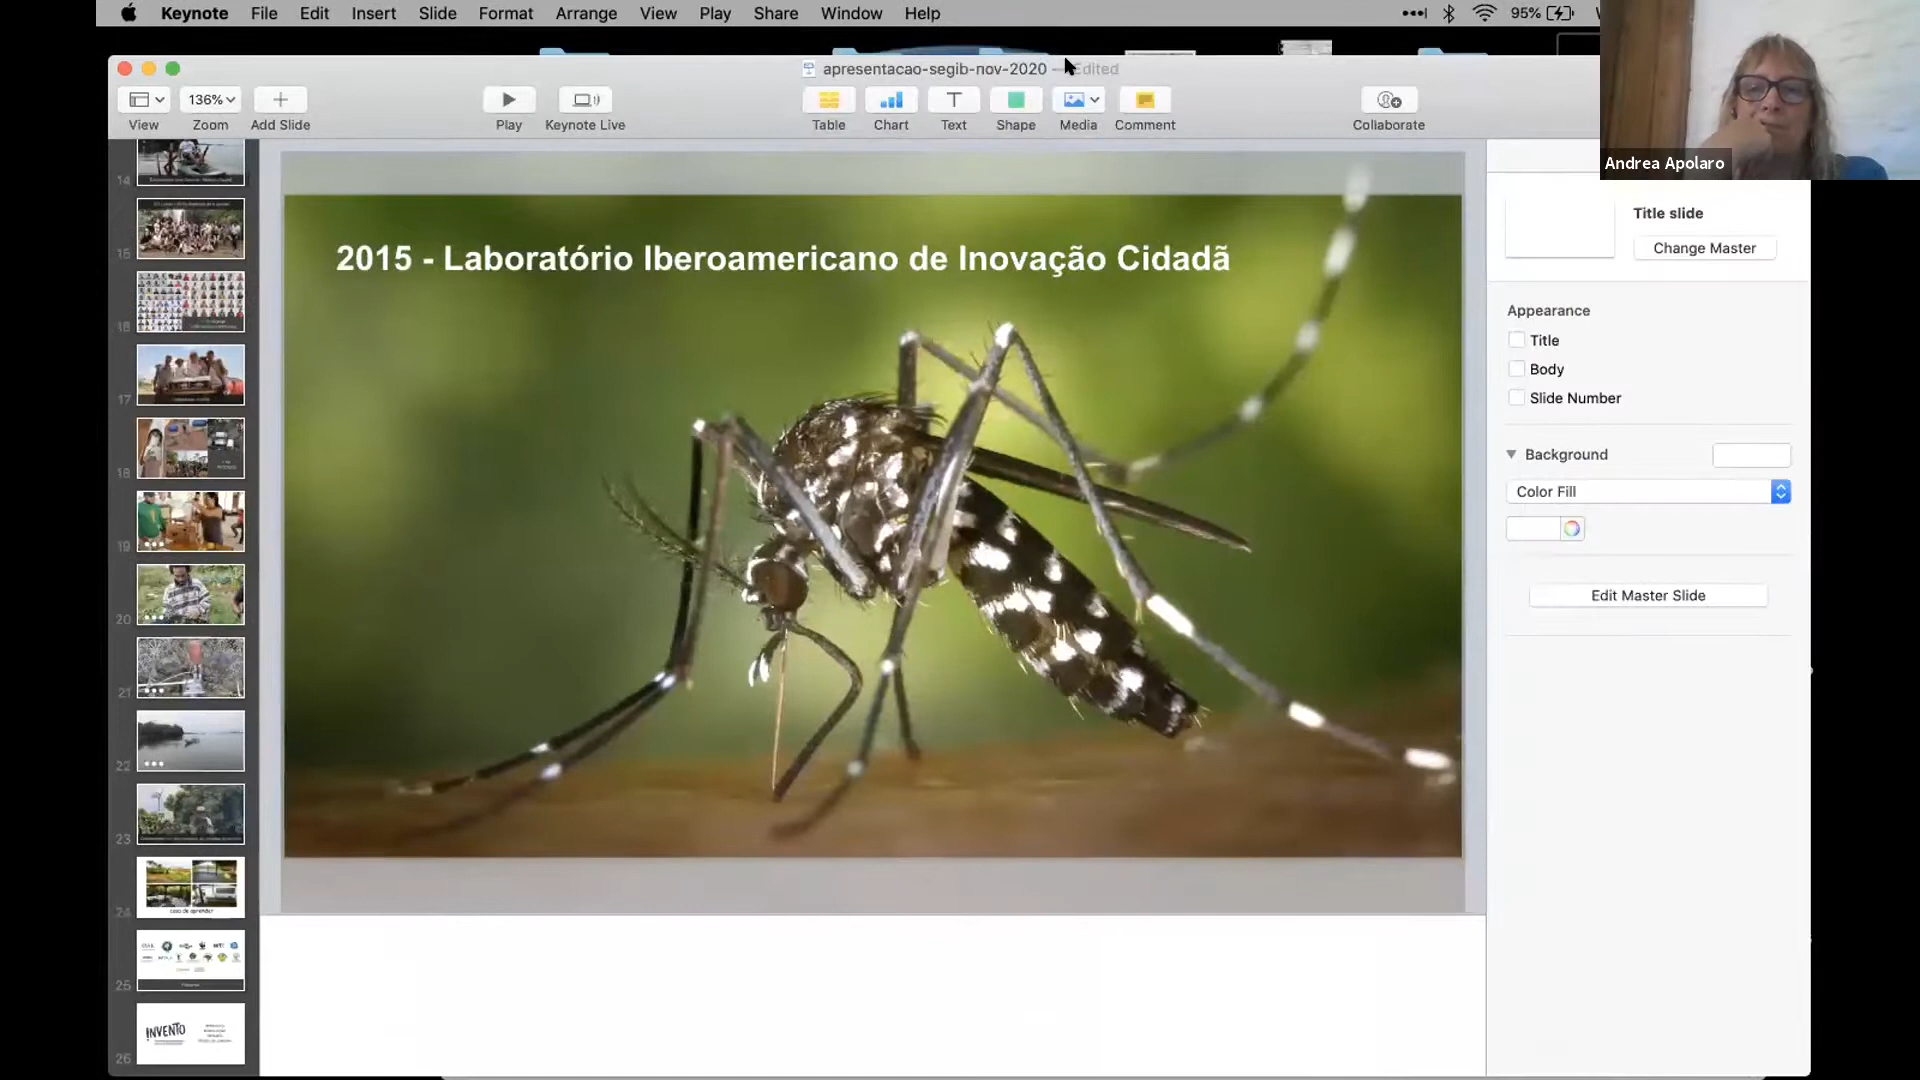 Keynote File Edit Insert Slide Format Arrange View Play Share Window Help
95%
apresentacao-segib-nov-2020 — Edited
136%
View Zoom Add Slide Play Keynote Live Table Chart Text Shape Media Comment Collaborate
Andrea Apolaro
2015 - Laboratório Iberoamericano de Inovação Cidadã
14
15
16
17
18
19
20
21
22
23
24
casa de aprender
25
INVENTO
26
Title slide
Change Master
Appearance
Title
Body
Slide Number
Background
Color Fill
Edit Master Slide